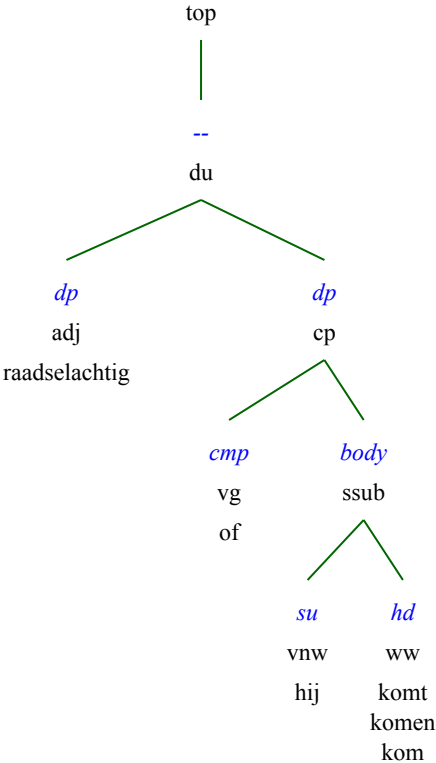 top
--
du
dp dp
adj cp
raadselachtig
cmp body
vg ssub
of
su hd
vnw ww
hij komt
komen
kom